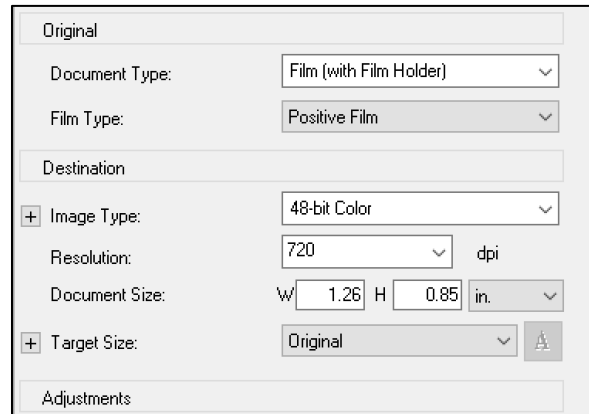 Original
Document Type: Film (with Film Holder)
Film Type: Positive Film
Destination
+ Image Type: 48-bit Color
Resolution: 720 dpi
Document Size: W 1.26 H 0.85 in.
+ Target Size: Original A
Adjustments